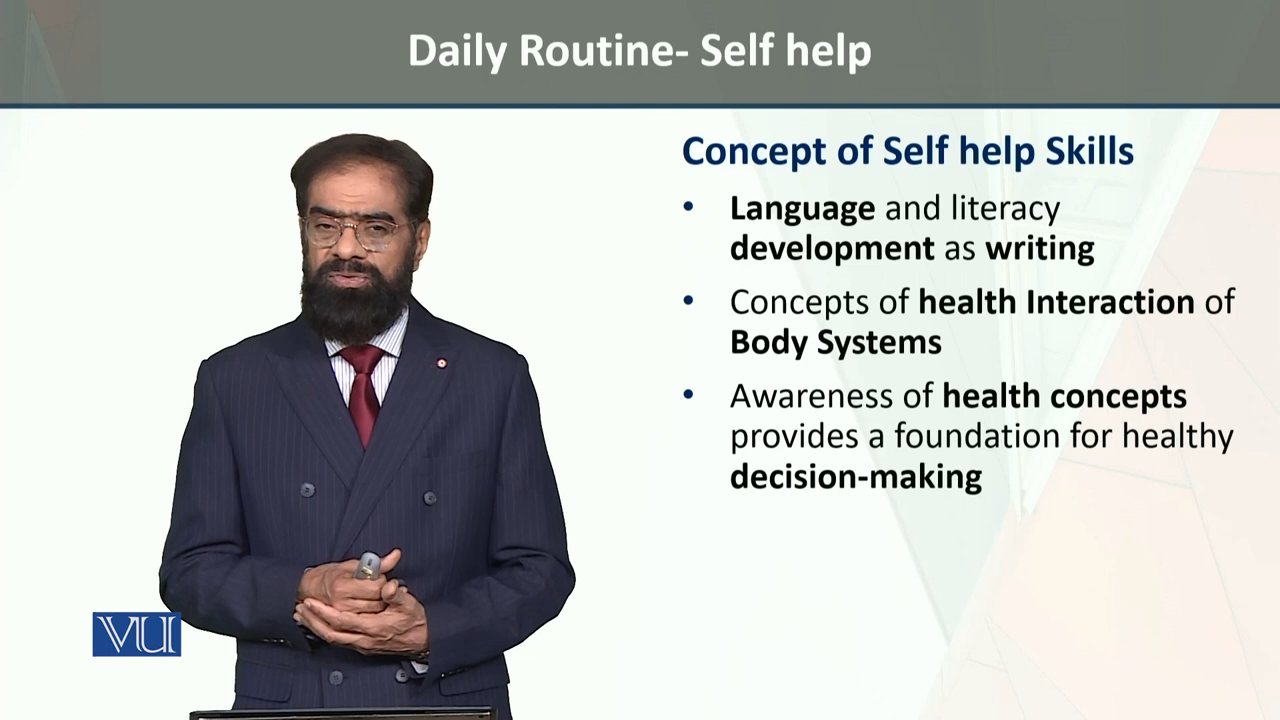 Daily Routine- Self help
Concept of Self help Skills
• Language and literacy
development as writing
• Concepts of health Interaction of
Body Systems
• Awareness of health concepts
provides a foundation for healthy
decision-making
VU